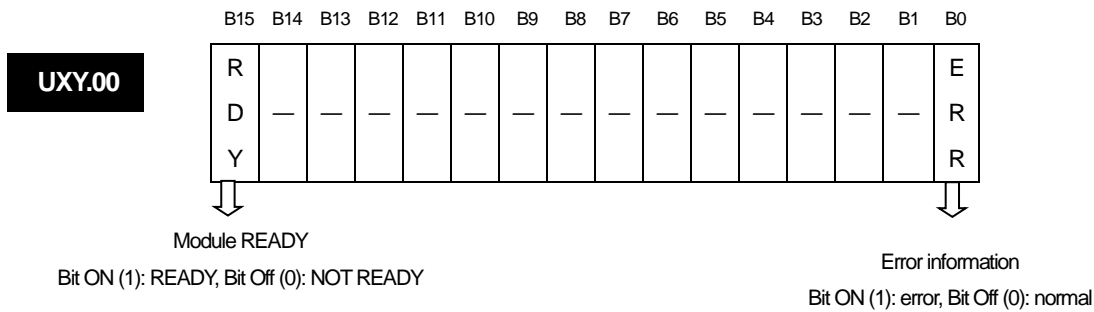 B15 B14 B13 B12 B11 B10 B9 B8 B7 B6 B5 B4 B3 B2 B1 B0
UXY.00
R E
D — — — — — — — — — — — — — — R
Y R
Module READY
Bit ON (1): READY, Bit Off (0): NOT READY
Error information
Bit ON (1): error, Bit Off (0): normal